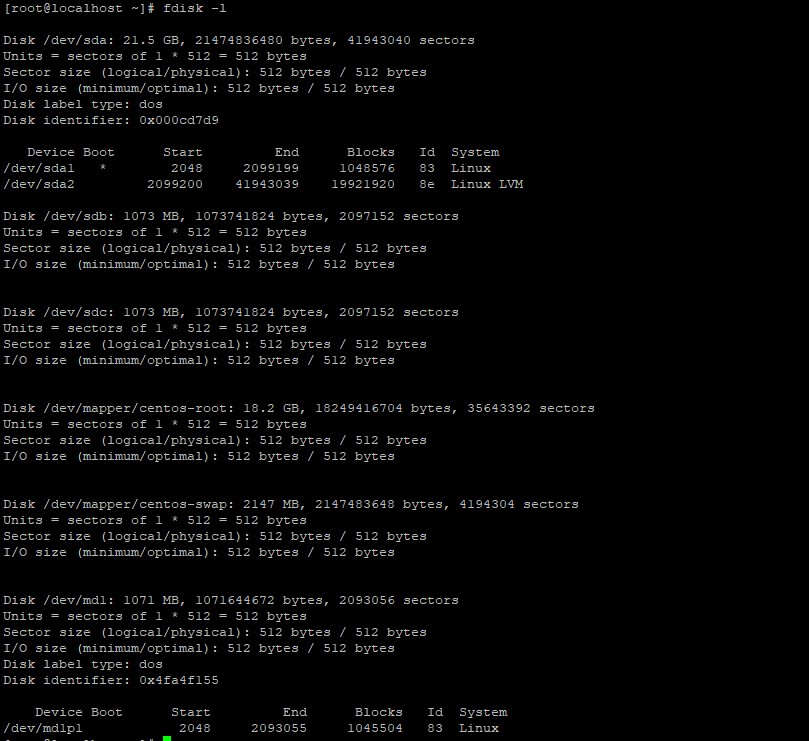 [root@localhost ~]# fdisk -l
Disk /dev/sda: 21.5 GB, 21474836480 bytes, 41943040 sectors
Units = sectors of 1 * 512 = 512 bytes
Sector size (logical/physical): 512 bytes / 512 bytes
I/O size (minimum/optimal): 512 bytes / 512 bytes
Disk label type: dos
Disk identifier: 0x000cd7d9
Device Boot Start End Blocks Id System
/dev/sda1 * 2048 2099199 1048576 83 Linux
/dev/sda2 2099200 41943039 19921920 8e Linux LVM
Disk /dev/sdb: 1073 MB, 1073741824 bytes, 2097152 sectors
Units = sectors of 1 * 512 = 512 bytes
Sector size (logical/physical): 512 bytes / 512 bytes
I/O size (minimum/optimal): 512 bytes / 512 bytes
Disk /dev/sdc: 1073 MB, 1073741824 bytes, 2097152 sectors
Units = sectors of 1 * 512 = 512 bytes
Sector size (logical/physical): 512 bytes / 512 bytes
I/O size (minimum/optimal): 512 bytes / 512 bytes
Disk /dev/mapper/centos-root: 18.2 GB, 18249416704 bytes, 35643392 sectors
Units = sectors of 1 * 512 = 512 bytes
Sector size (logical/physical): 512 bytes / 512 bytes
I/O size (minimum/optimal): 512 bytes / 512 bytes
Disk /dev/mapper/centos-swap: 2147 MB, 2147483648 bytes, 4194304 sectors
Units = sectors of 1 * 512 = 512 bytes
Sector size (logical/physical): 512 bytes / 512 bytes
I/O size (minimum/optimal): 512 bytes / 512 bytes
Disk /dev/md1: 1071 MB, 1071644672 bytes, 2093056 sectors
Units = sectors of 1 * 512 = 512 bytes
Sector size (logical/physical): 512 bytes / 512 bytes
I/O size (minimum/optimal): 512 bytes / 512 bytes
Disk label type: dos
Disk identifier: 0x4fa4f155
Device Boot Start End Blocks Id System
/dev/md1p1 2048 2093055 1045504 83 Linux